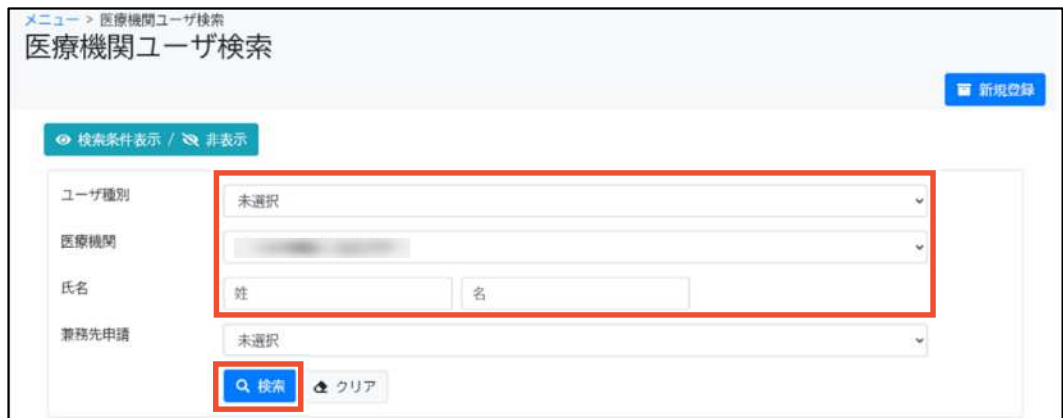 メニュー > 医療機関ユーザ検索
医療機関ユーザ検索
新規登録
検索条件表示 / 非表示
ユーザ種別 未選択
医療機関
氏名 姓 名
兼務先申請 未選択
検索 クリア